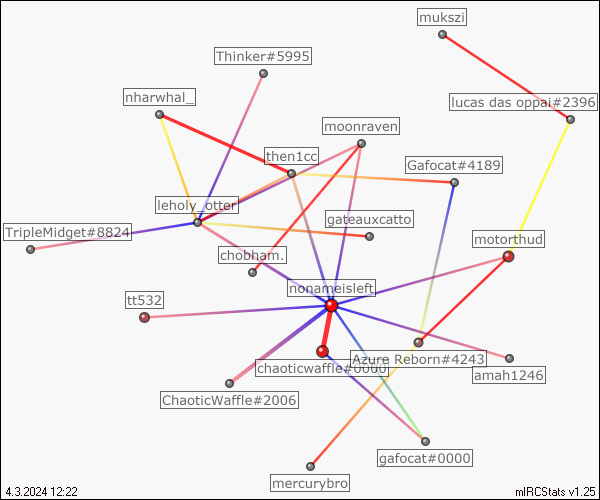 mukszi
Thinker#5995
nharwhal_
lucas das oppai#2396
moonraven
then1cc
Gafocat#4189
leholy_otter
gateauxcatto
TripleMidget#8824
motorthud
chobham.
nonameisleft
tt532
Azure Reborn#4243
chaoticwaffle#0000
amah1246
ChaoticWaffle#2006
gafocat#0000
mercurybro
4.3.2024 12:22
mIRCStats v1.25